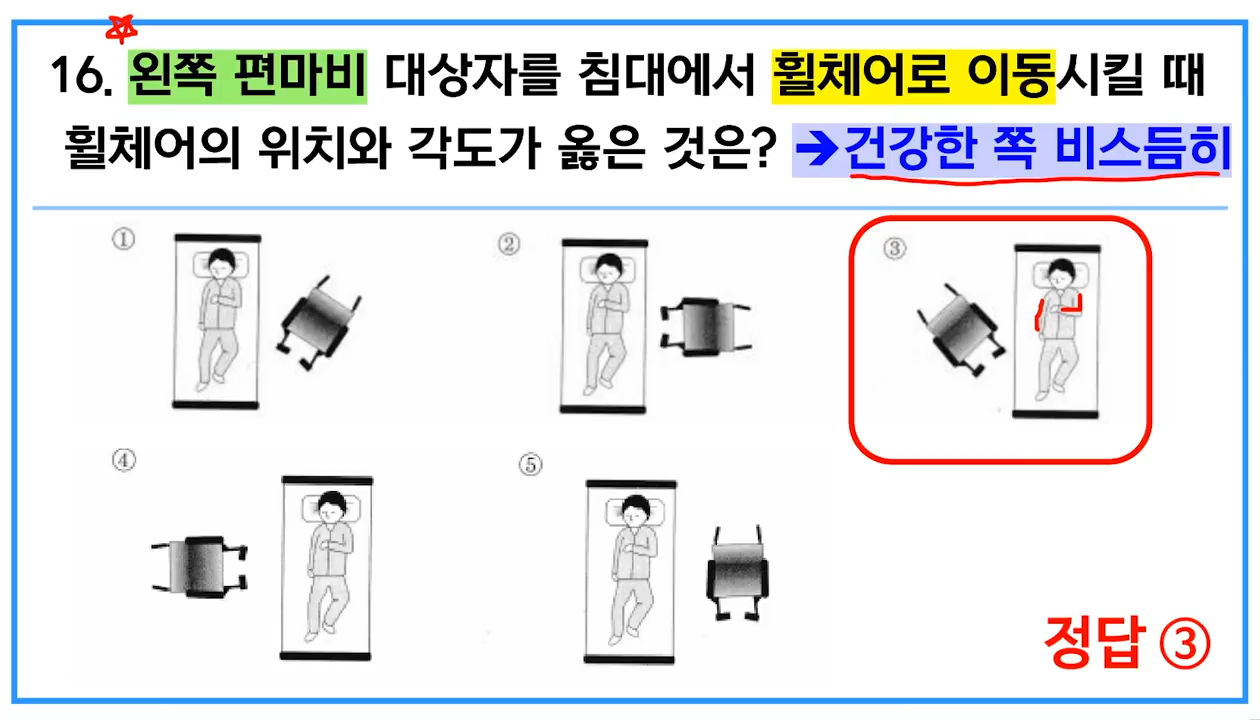 16. 왼쪽 편마비 대상자를 침대에서 휠체어로 이동시킬 때
휠체어의 위치와 각도가 옳은 것은? ➔건강한 쪽 비스듬히
① ② ③
④ ⑤
정답 ③